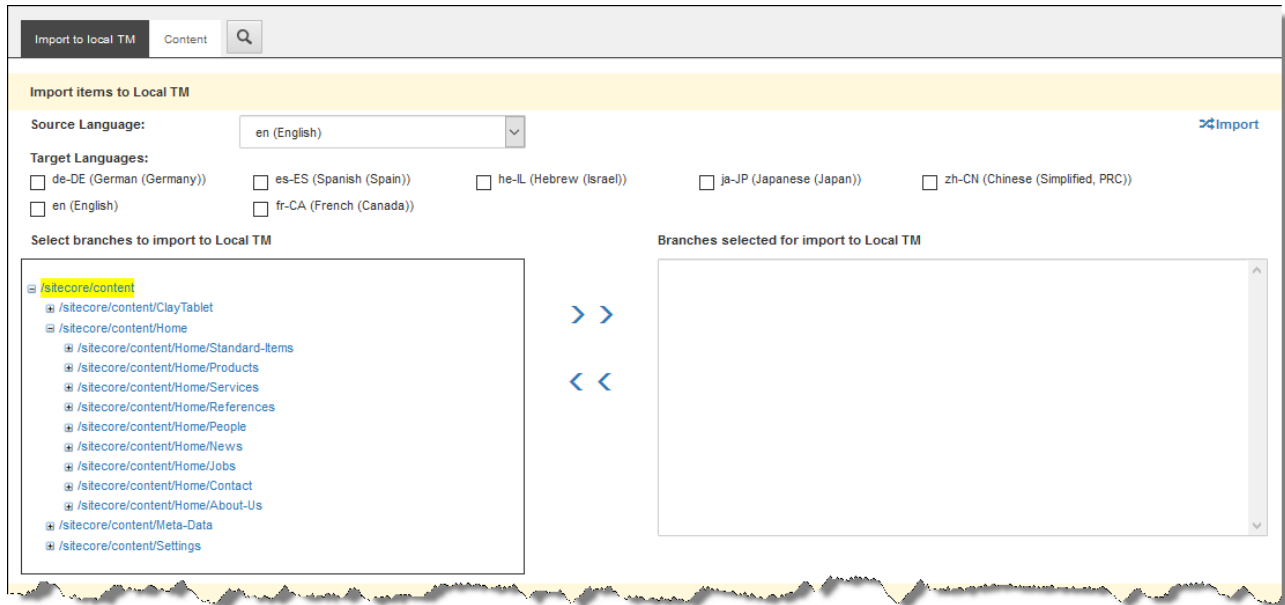 Import to local TM Content
Import items to Local TM
Source Language: en (English) Import
Target Languages:
de-DE (German (Germany)) es-ES (Spanish (Spain)) he-IL (Hebrew (Israel)) ja-JP (Japanese (Japan)) zh-CN (Chinese (Simplified, PRC))
en (English) fr-CA (French (Canada))
Select branches to import to Local TM Branches selected for import to Local TM
/sitecore/content
/sitecore/content/ClayTablet
/sitecore/content/Home
/sitecore/content/Home/Standard-Items
/sitecore/content/Home/Products
/sitecore/content/Home/Services
/sitecore/content/Home/References
/sitecore/content/Home/People
/sitecore/content/Home/News
/sitecore/content/Home/Jobs
/sitecore/content/Home/Contact
/sitecore/content/Home/About-Us
/sitecore/content/Meta-Data
/sitecore/content/Settings